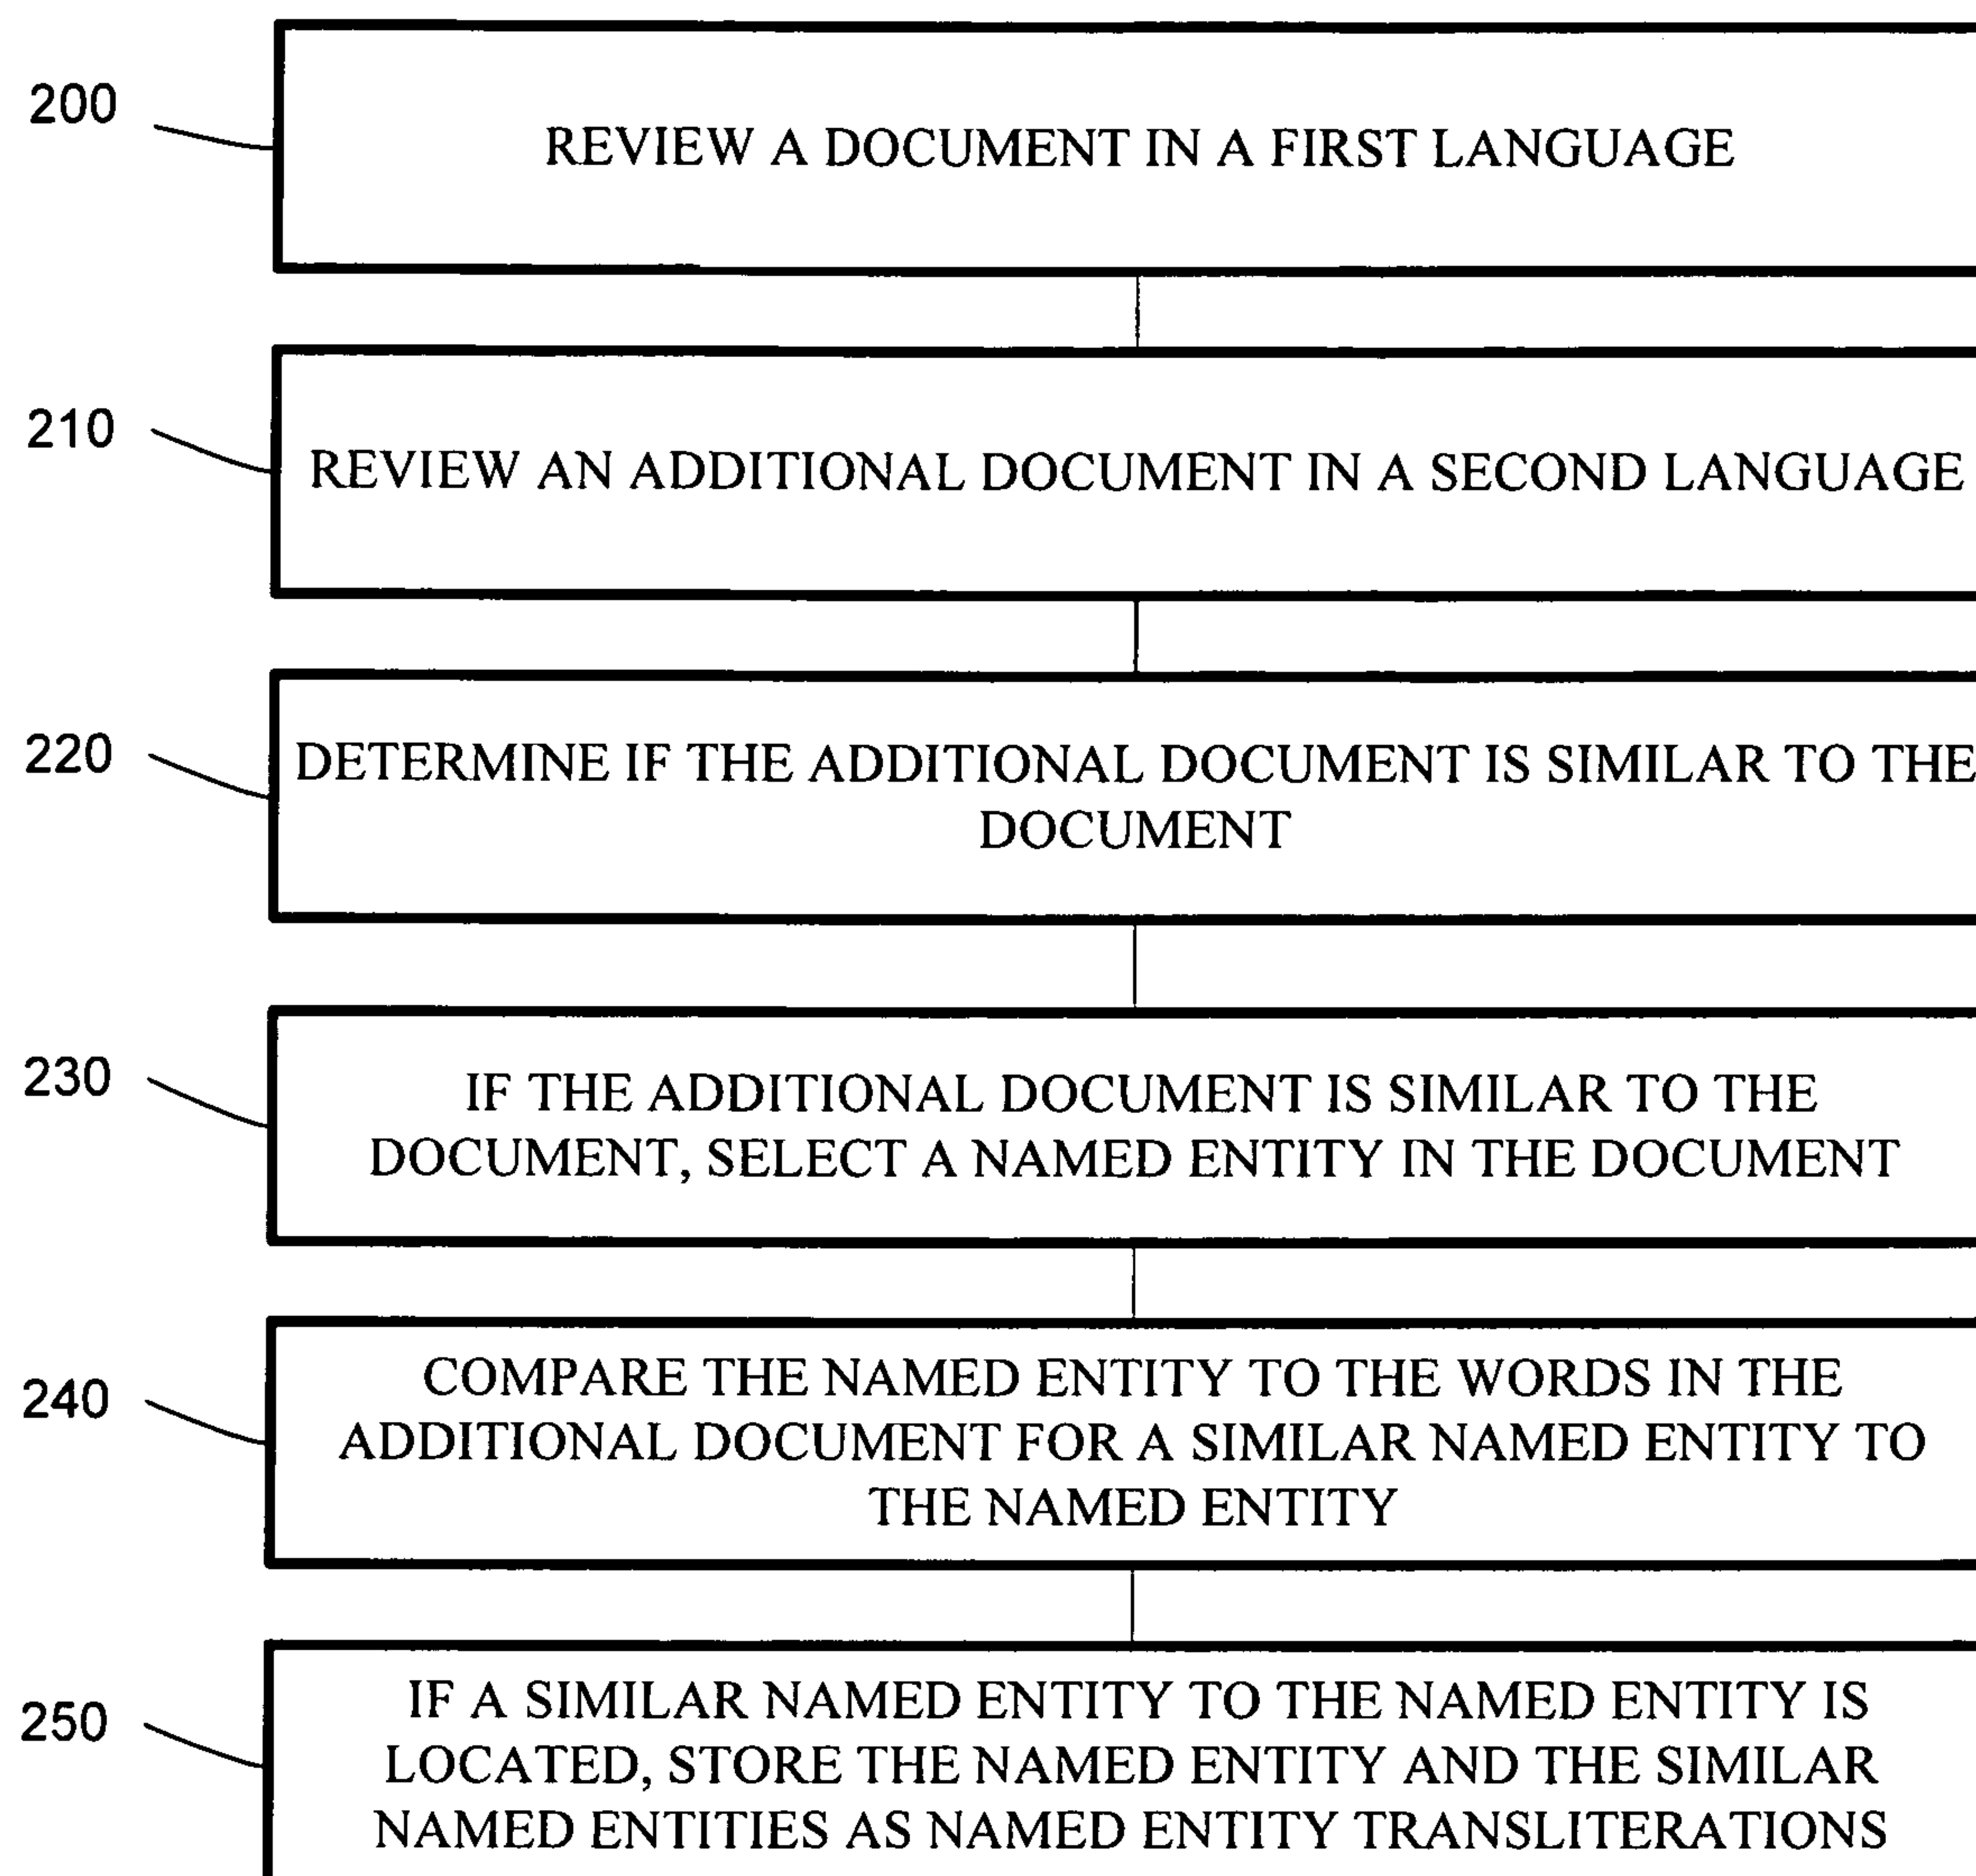 200
REVIEW A DOCUMENT IN A FIRST LANGUAGE
210
REVIEW AN ADDITIONAL DOCUMENT IN A SECOND LANGUAGE
220
DETERMINE IF THE ADDITIONAL DOCUMENT IS SIMILAR TO THE
DOCUMENT
230
IF THE ADDITIONAL DOCUMENT IS SIMILAR TO THE
DOCUMENT, SELECT A NAMED ENTITY IN THE DOCUMENT
240
COMPARE THE NAMED ENTITY TO THE WORDS IN THE
ADDITIONAL DOCUMENT FOR A SIMILAR NAMED ENTITY TO
THE NAMED ENTITY
250
IF A SIMILAR NAMED ENTITY TO THE NAMED ENTITY IS
LOCATED, STORE THE NAMED ENTITY AND THE SIMILAR
NAMED ENTITIES AS NAMED ENTITY TRANSLITERATIONS